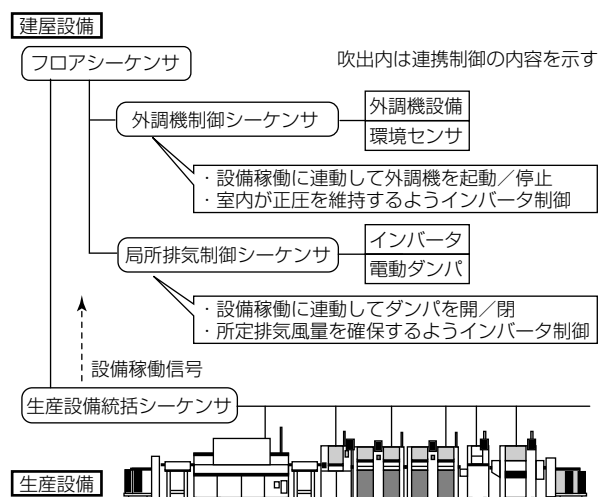 建屋設備
フロアシーケンサ
吹出内は連携制御の内容を示す
外調機制御シーケンサ
外調機設備
環境センサ
・設備稼働に連動して外調機を起動／停止
・室内が正圧を維持するようインバータ制御
局所排気制御シーケンサ
インバータ
電動ダンパ
・設備稼働に連動してダンパを開／閉
・所定排気風量を確保するようインバータ制御
設備稼働信号
生産設備統括シーケンサ
生産設備